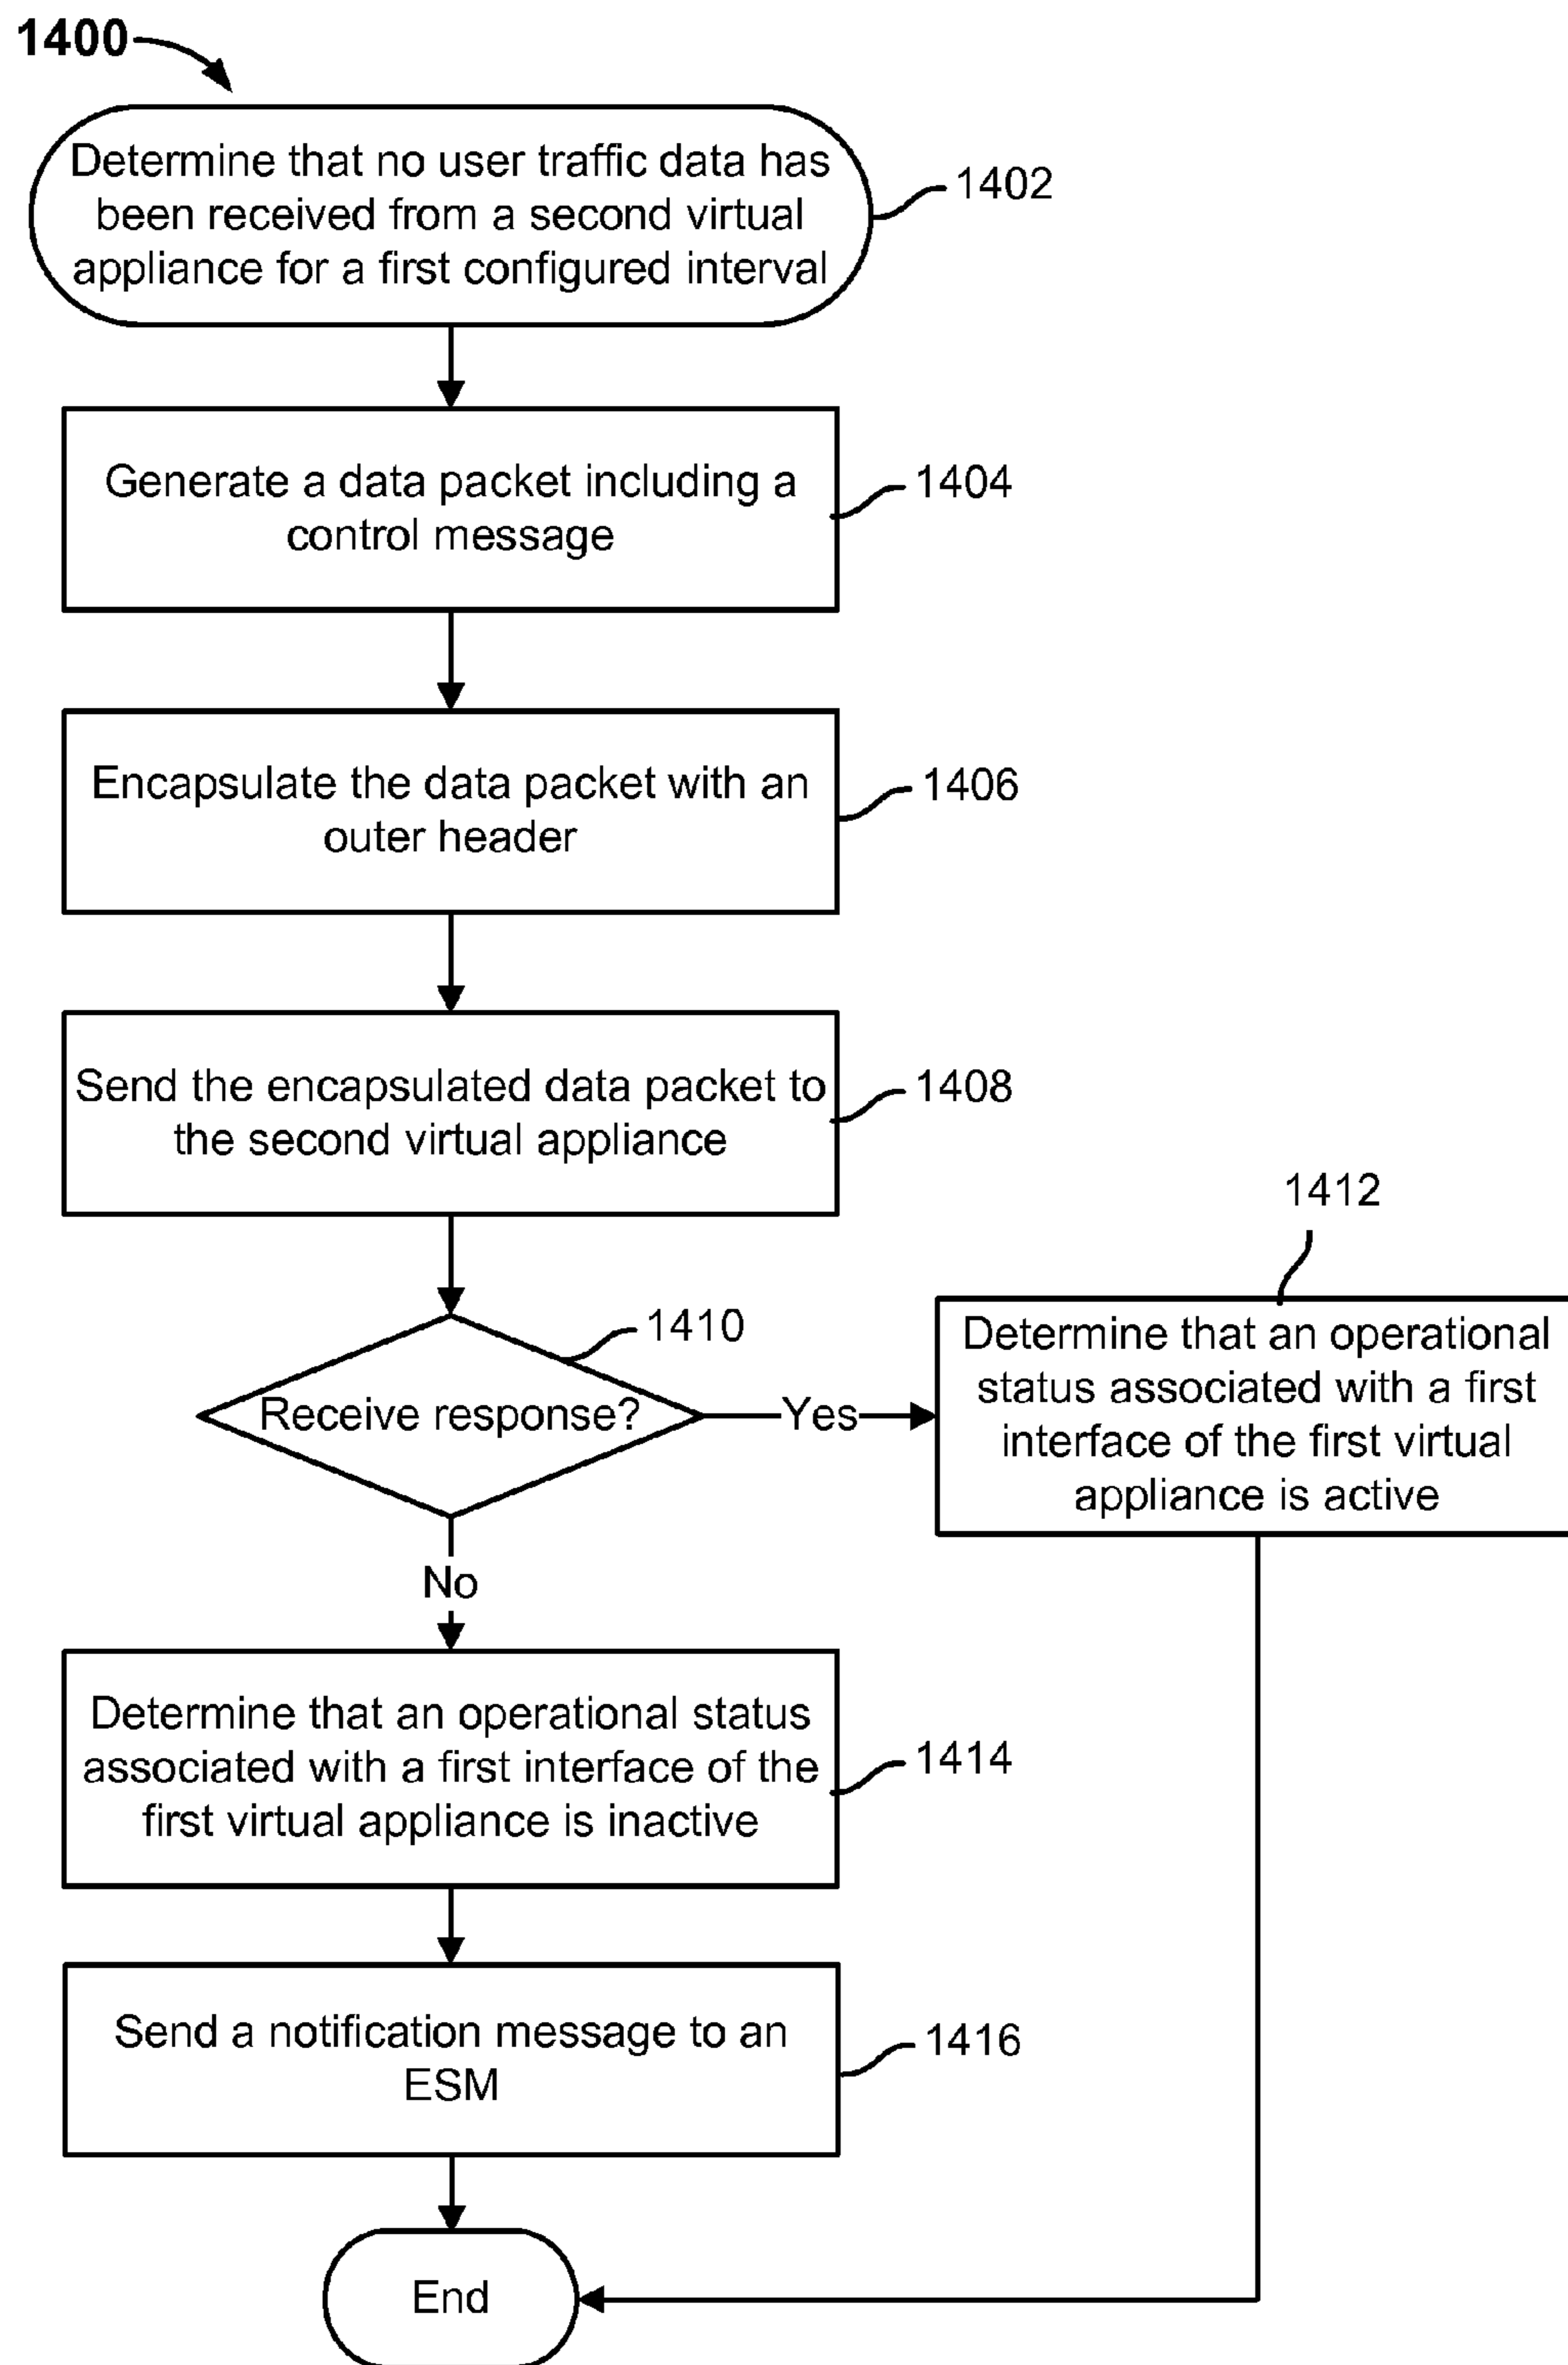 1400
Determine that no user traffic data has
been received from a second virtual
appliance for a first configured interval
1402
Generate a data packet including a
control message
1404
Encapsulate the data packet with an
outer header
1406
Send the encapsulated data packet to
the second virtual appliance
1408
1410
Receive response?
Yes
1412
Determine that an operational
status associated with a first
interface of the first virtual
appliance is active
No
Determine that an operational status
associated with a first interface of the
first virtual appliance is inactive
1414
Send a notification message to an
ESM
1416
End